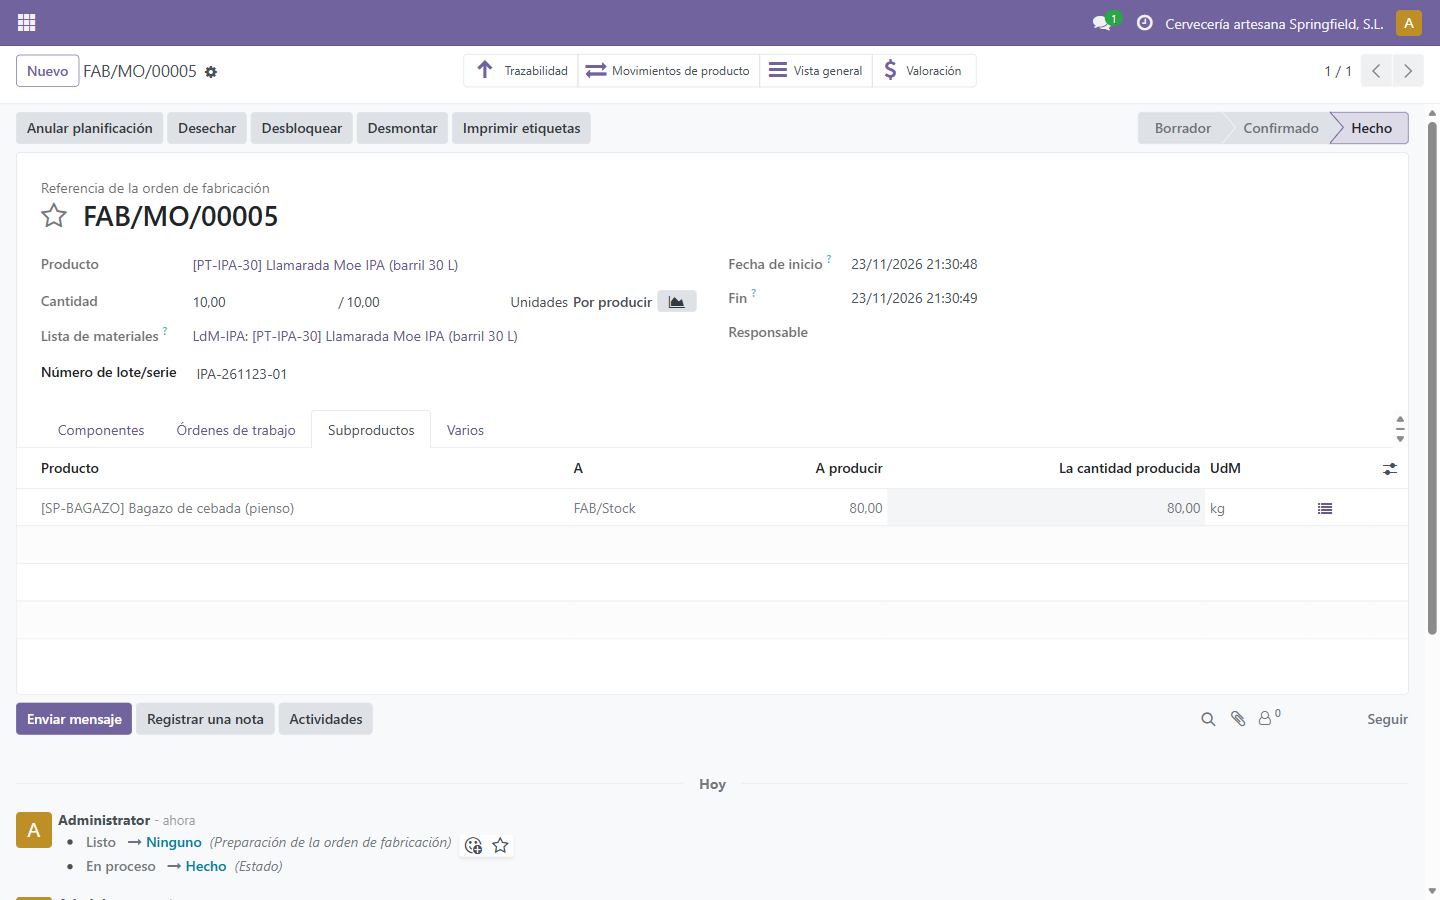 1
Cervecería artesana Springfield, S.L.
A
Nuevo
FAB/MO/00005
Trazabilidad
Movimientos de producto
Vista general
Valoración
1 / 1
Anular planificación
Desechar
Desbloquear
Desmontar
Imprimir etiquetas
Borrador
Confirmado
Hecho
Referencia de la orden de fabricación
FAB/MO/00005
Producto
[PT-IPA-30] Llamarada Moe IPA (barril 30 L)
Cantidad
10,00 / 10,00 Unidades Por producir
Lista de materiales ?
LdM-IPA: [PT-IPA-30] Llamarada Moe IPA (barril 30 L)
Número de lote/serie
IPA-261123-01
Fecha de inicio ?
23/11/2026 21:30:48
Fin ?
23/11/2026 21:30:49
Responsable
Componentes
Órdenes de trabajo
Subproductos
Varios
Producto A A producir La cantidad producida UdM
[SP-BAGAZO] Bagazo de cebada (pienso) FAB/Stock 80,00 80,00 kg
Enviar mensaje
Registrar una nota
Actividades
0
Seguir
Hoy
A
Administrator - ahora
Listo → Ninguno (Preparación de la orden de fabricación)
En proceso → Hecho (Estado)